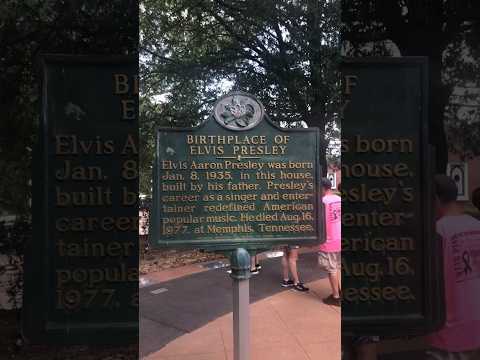 BIRTHPLACE OF
ELVIS PRESLEY
Elvis Aaron Presley was born
Jan. 8, 1935, in this house,
built by his father. Presley's
career as a singer and enter-
tainer redefined American
popular music. He died Aug. 16,
1977, at Memphis, Tennessee.